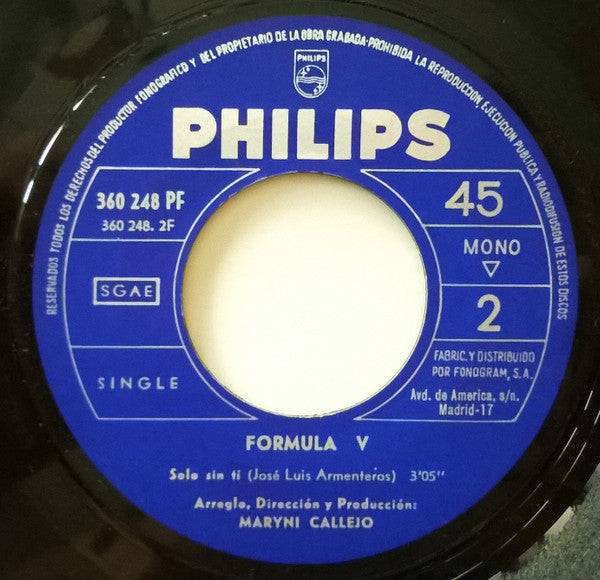 RESERVADOS TODOS LOS DERECHOS DEL PRODUCTOR FONOGRAFICO Y DEL PROPIETARIO DE LA OBRA GRABADA·PROHIBIDA LA REPRODUCCION, EJECUCION PUBLICA Y RADIODIFUSION DE ESTOS DISCOS
PHILIPS
PHILIPS
360 248 PF
360 248. 2F
45
MONO
SGAE
2
SINGLE
FABRIC. Y DISTRIBUIDO
POR FONOGRAM, S.A.
Avd. de America, s/n.
Madrid-17
FORMULA V
Solo sin ti (José Luis Armenteros) 3'05"
Arreglo, Dirección y Producción:
MARYNI CALLEJO